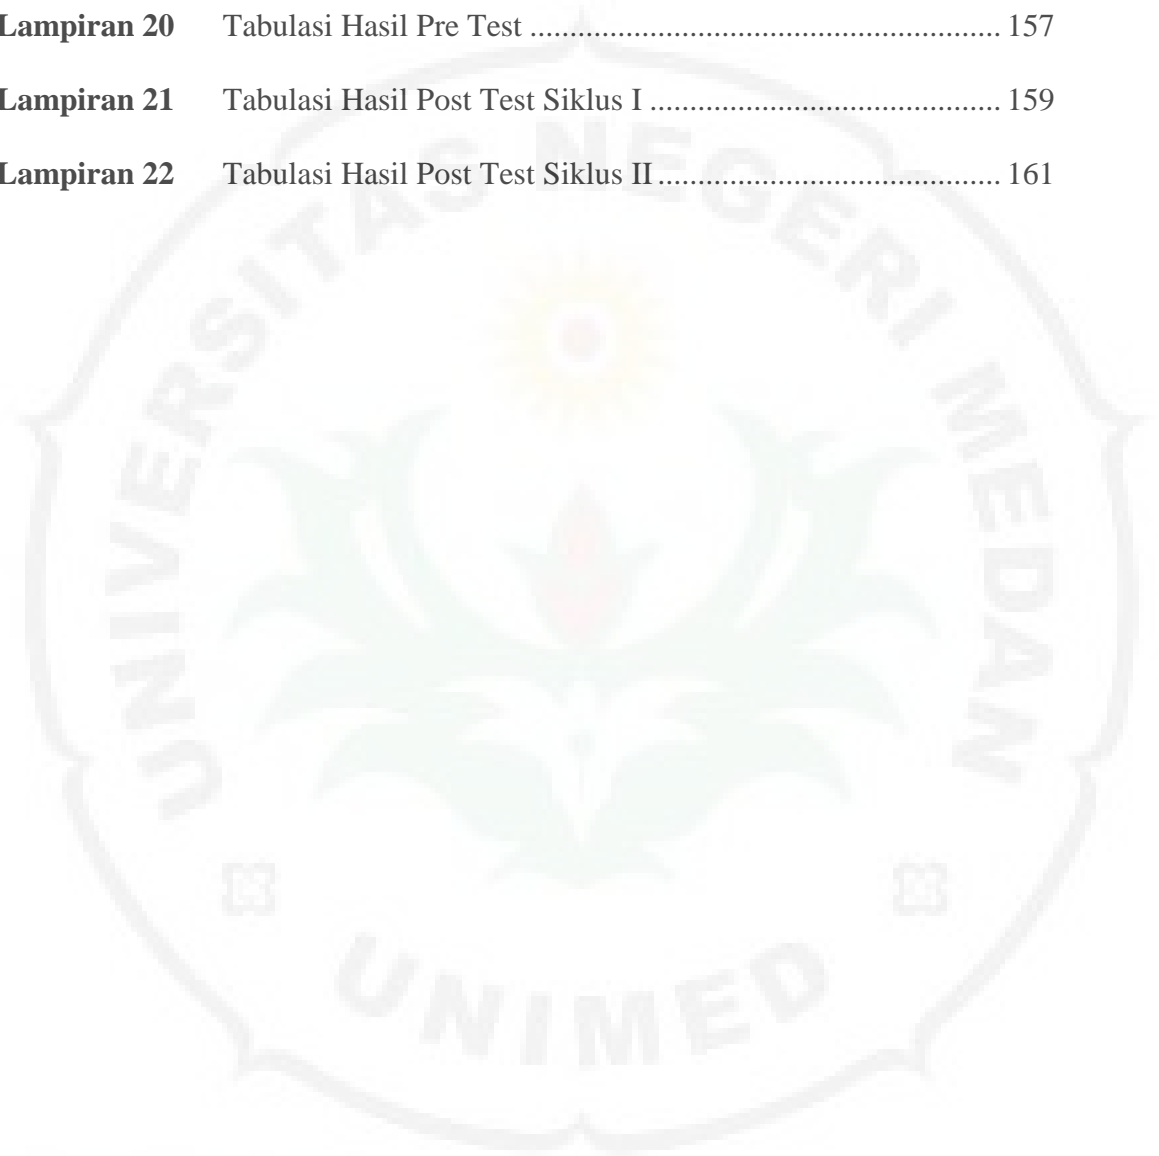 Lampiran 20 Tabulasi Hasil Pre Test ........................................................... 157
Lampiran 21 Tabulasi Hasil Post Test Siklus I ............................................ 159
Lampiran 22 Tabulasi Hasil Post Test Siklus II ........................................... 161
UNIVERSITAS NEGERI MEDAN
UNIMED